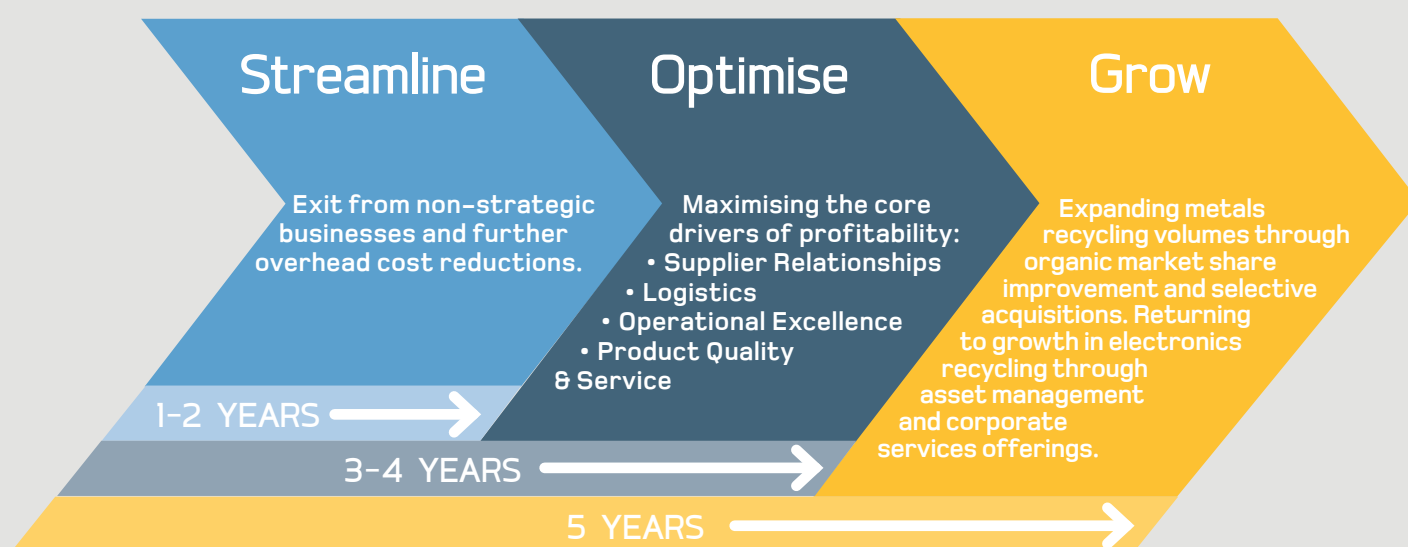 Streamline
Exit from non-strategic
businesses and further
overhead cost reductions.
1-2 YEARS
Optimise
Maximising the core
drivers of profitability:
• Supplier Relationships
• Logistics
• Operational Excellence
• Product Quality
& Service
3-4 YEARS
Grow
Expanding metals
recycling volumes through
organic market share
improvement and selective
acquisitions. Returning
to growth in electronics
recycling through
asset management
and corporate
services offerings.
5 YEARS